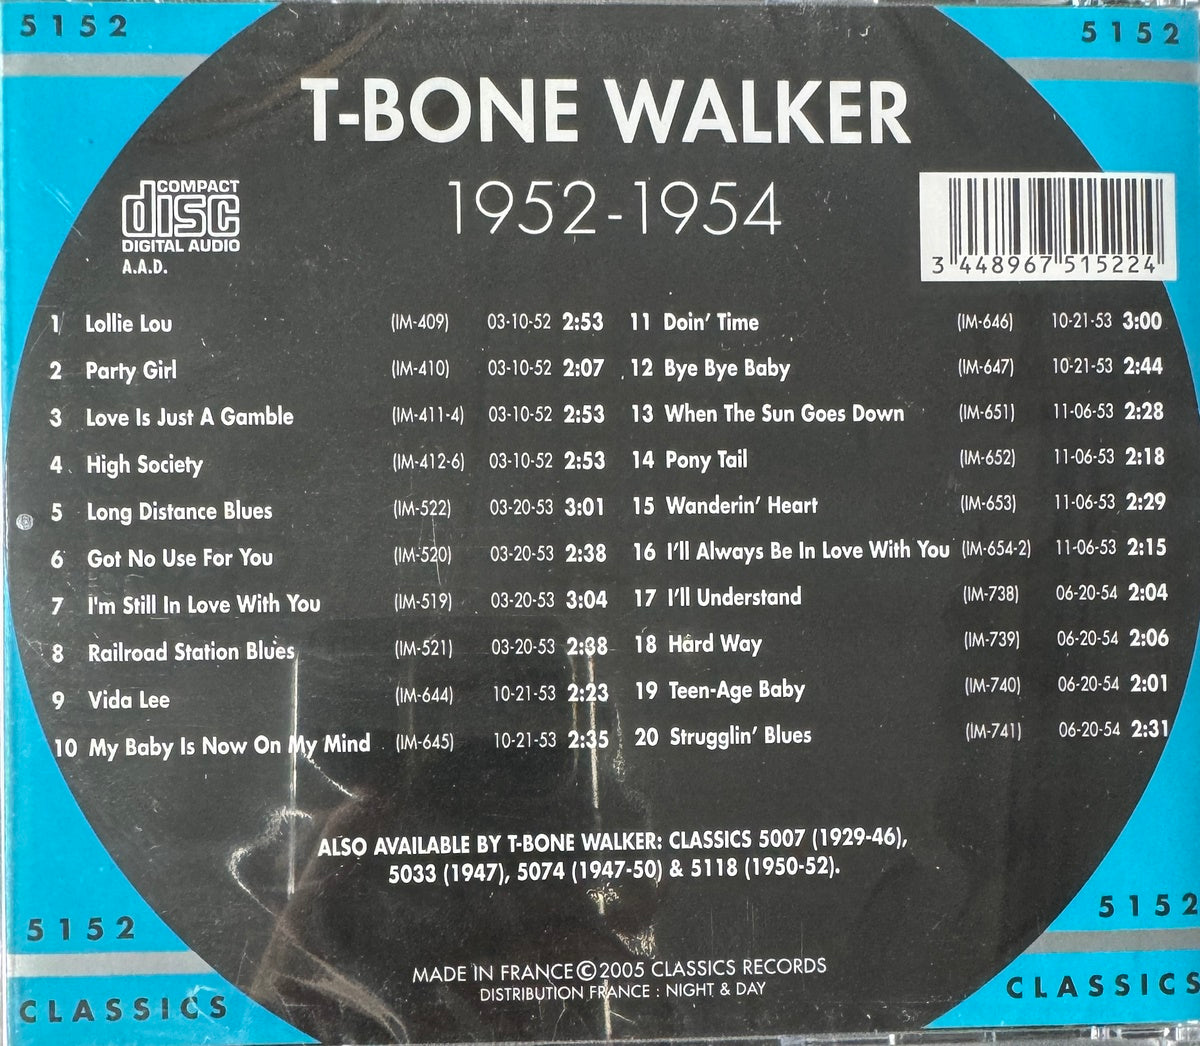 5152
5152
T-BONE WALKER
1952-1954
COMPACT
disc
DIGITAL AUDIO
A.A.D.
3 448967 515224
1 Lollie Lou (IM-409) 03-10-52 2:53
2 Party Girl (IM-410) 03-10-52 2:07
3 Love Is Just A Gamble (IM-411-4) 03-10-52 2:53
4 High Society (IM-412-6) 03-10-52 2:53
5 Long Distance Blues (IM-522) 03-20-53 3:01
6 Got No Use For You (IM-520) 03-20-53 2:38
7 I'm Still In Love With You (IM-519) 03-20-53 3:04
8 Railroad Station Blues (IM-521) 03-20-53 2:38
9 Vida Lee (IM-644) 10-21-53 2:23
10 My Baby Is Now On My Mind (IM-645) 10-21-53 2:35
11 Doin' Time (IM-646) 10-21-53 3:00
12 Bye Bye Baby (IM-647) 10-21-53 2:44
13 When The Sun Goes Down (IM-651) 11-06-53 2:28
14 Pony Tail (IM-652) 11-06-53 2:18
15 Wanderin' Heart (IM-653) 11-06-53 2:29
16 I'll Always Be In Love With You (IM-654-2) 11-06-53 2:15
17 I'll Understand (IM-738) 06-20-54 2:04
18 Hard Way (IM-739) 06-20-54 2:06
19 Teen-Age Baby (IM-740) 06-20-54 2:01
20 Strugglin' Blues (IM-741) 06-20-54 2:31
ALSO AVAILABLE BY T-BONE WALKER: CLASSICS 5007 (1929-46),
5033 (1947), 5074 (1947-50) & 5118 (1950-52).
5152
5152
MADE IN FRANCE © 2005 CLASSICS RECORDS
DISTRIBUTION FRANCE : NIGHT & DAY
CLASSICS
CLASSICS